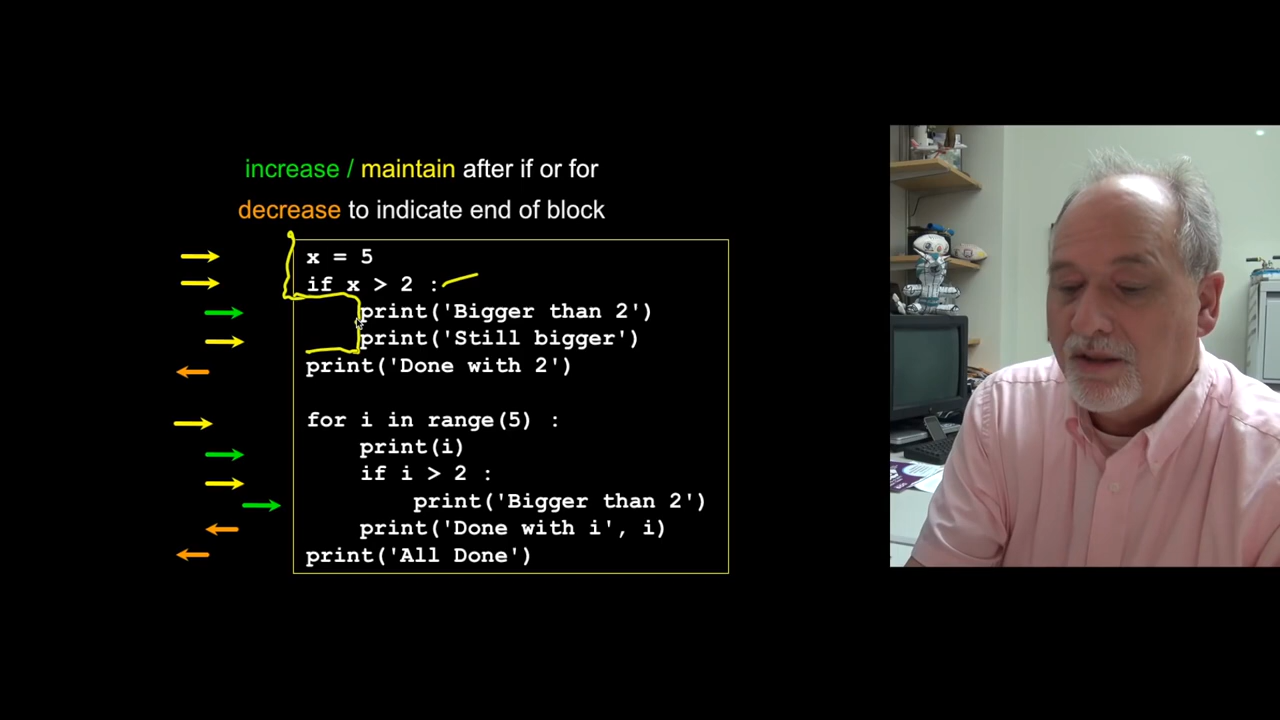 increase / maintain after if or for
decrease to indicate end of block
x = 5
if x > 2 :
    print('Bigger than 2')
    print('Still bigger')
print('Done with 2')

for i in range(5) :
    print(i)
    if i > 2 :
        print('Bigger than 2')
    print('Done with i', i)
print('All Done')